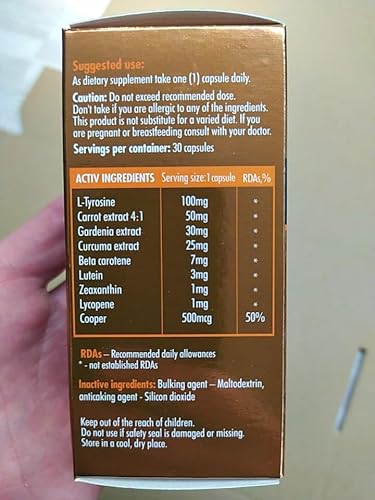 Suggested use:
As dietary supplement take one (1) capsule daily.
Caution: Do not exceed recommended dose.
Don't take if you are allergic to any of the ingredients.
This product is not substitute for a varied diet. If you
are pregnant or breastfeeding consult with your doctor.
Servings per container: 30 capsules
ACTIV INGREDIENTS Serving size: 1 capsule RDAs,%
L-Tyrosine 100mg *
Carrot extract 4:1 50mg *
Gardenia extract 30mg *
Curcuma extract 25mg *
Beta carotene 7mg *
Lutein 3mg *
Zeaxanthin 1mg *
Lycopene 1mg *
Cooper 500mcg 50%
RDAs – Recommended daily allowances
* - not established RDAs
Inactive ingredients: Bulking agent – Maltodextrin,
anticaking agent - Silicon dioxide
Keep out of the reach of children.
Do not use if safety seal is damaged or missing.
Store in a cool, dry place.